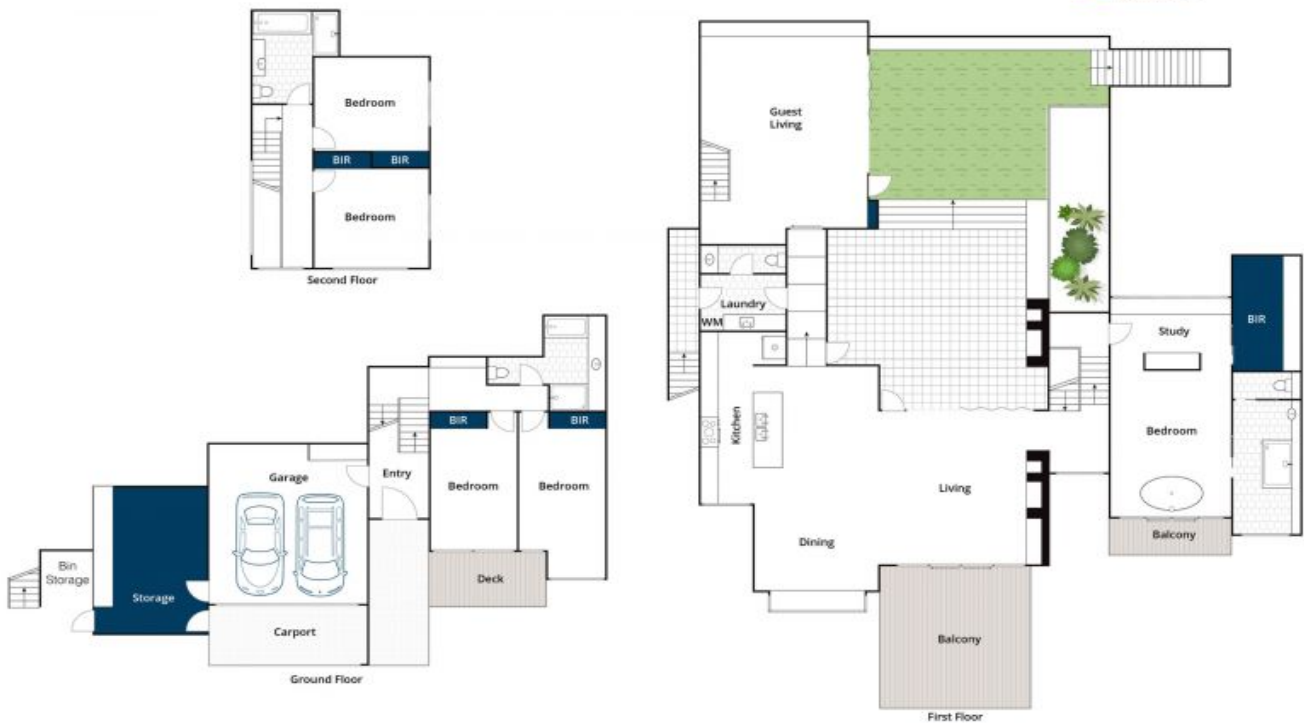 Bedroom
BIR BIR
Bedroom
Second Floor
Guest
Living
Laundry
WM
Kitchen
Dining
Living
Balcony
Study
BIR
Bedroom
Balcony
First Floor
BIR
BIR
Garage
Entry
Bedroom
Bedroom
Bin
Storage
Storage
Deck
Carport
Ground Floor